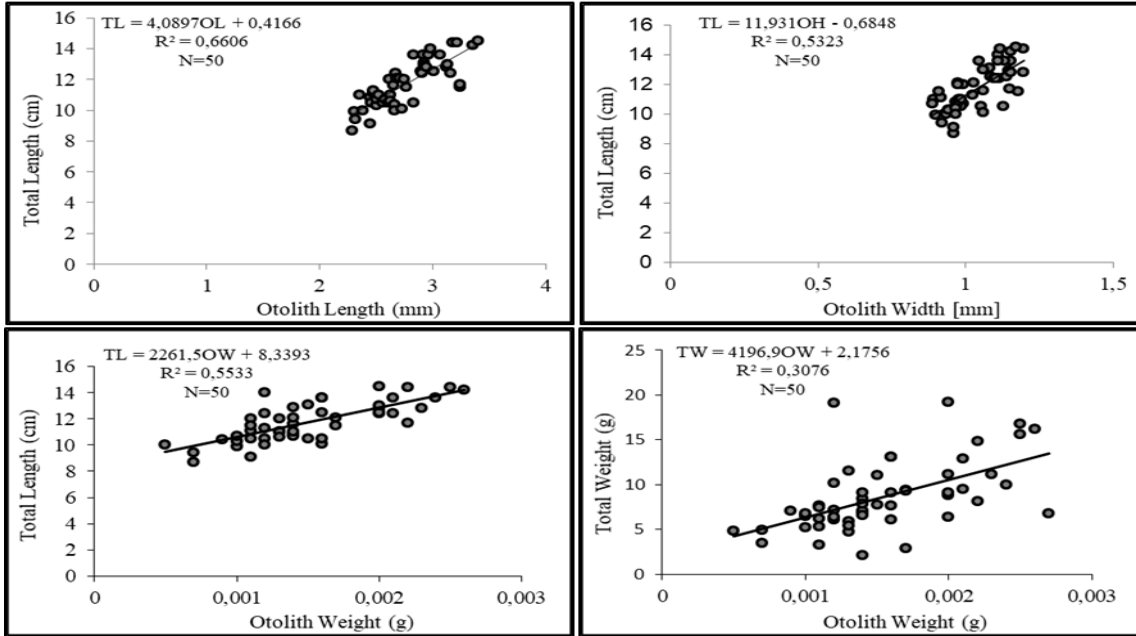 TL = 4,0897OL + 0,4166
R² = 0,6606
N=50
Total Length (cm)
16
14
12
10
8
6
4
2
0
0 1 2 3 4
Otolith Length (mm)
TL = 11,931OH - 0,6848
R² = 0,5323
N=50
Total Length (cm)
16
14
12
10
8
6
4
2
0
0 0,5 1 1,5
Otolith Width [mm]
TL = 2261,5OW + 8,3393
R² = 0,5533
N=50
Total Length (cm)
16
14
12
10
8
6
4
2
0
0 0,001 0,002 0,003
Otolith Weight (g)
TW = 4196,9OW + 2,1756
R² = 0,3076
N=50
Total Weight (g)
25
20
15
10
5
0
0 0,001 0,002 0,003
Otolith Weight (g)